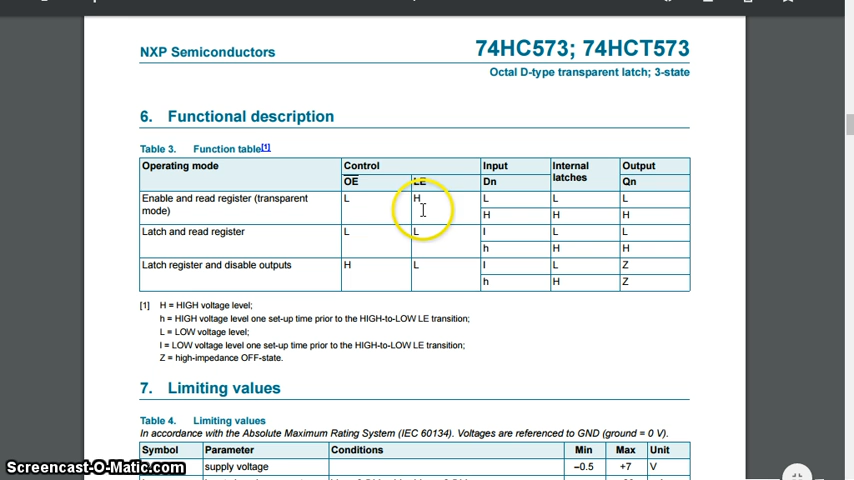 NXP Semiconductors 74HC573; 74HCT573
Octal D-type transparent latch; 3-state
6. Functional description
Table 3. Function table[1]
Operating mode Control Input Internal latches Output
OE LE Dn Qn
Enable and read register (transparent mode) L H L L L
H H H
Latch and read register L L l L L
h H H
Latch register and disable outputs H L l L Z
h H Z
[1] H = HIGH voltage level;
h = HIGH voltage level one set-up time prior to the HIGH-to-LOW LE transition;
L = LOW voltage level;
l = LOW voltage level one set-up time prior to the HIGH-to-LOW LE transition;
Z = high-impedance OFF-state.
7. Limiting values
Table 4. Limiting values
In accordance with the Absolute Maximum Rating System (IEC 60134). Voltages are referenced to GND (ground = 0 V).
Symbol Parameter Conditions Min Max Unit
supply voltage −0.5 +7 V
Screencast-O-Matic.com